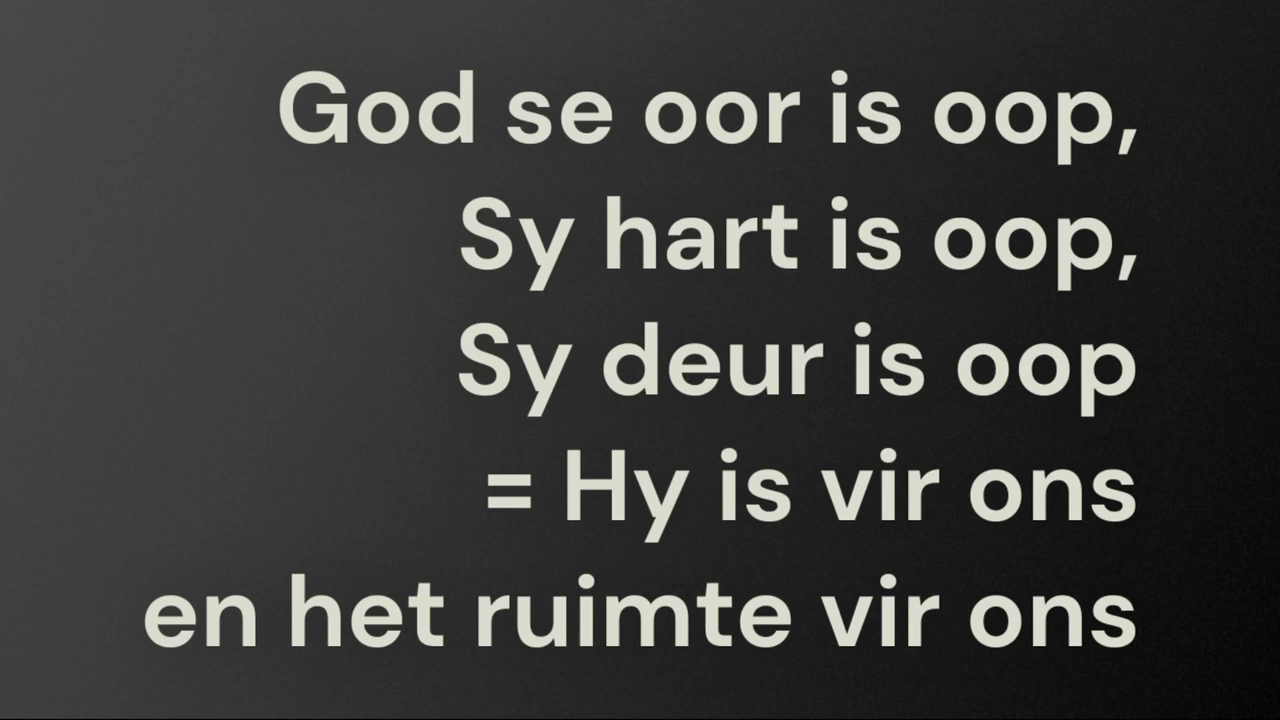 God se oor is oop,
Sy hart is oop,
Sy deur is oop
= Hy is vir ons
en het ruimte vir ons